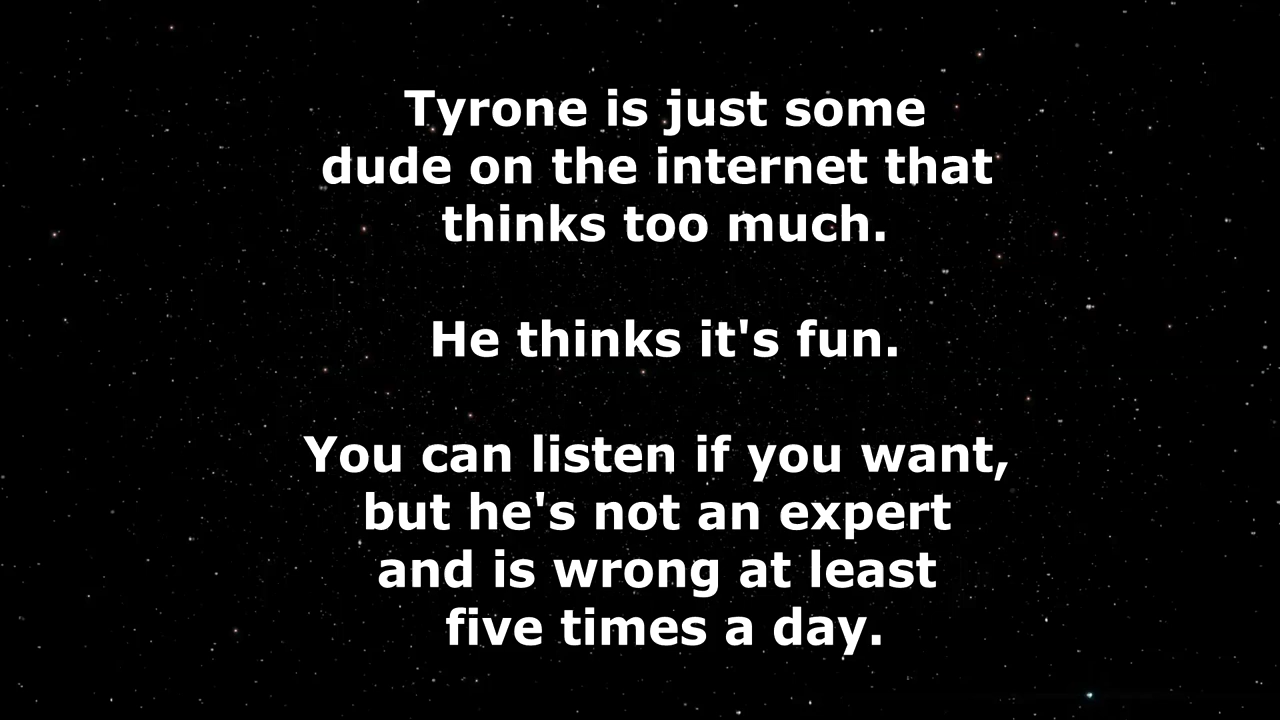 Tyrone is just some
dude on the internet that
thinks too much.
He thinks it's fun.
You can listen if you want,
but he's not an expert
and is wrong at least
five times a day.